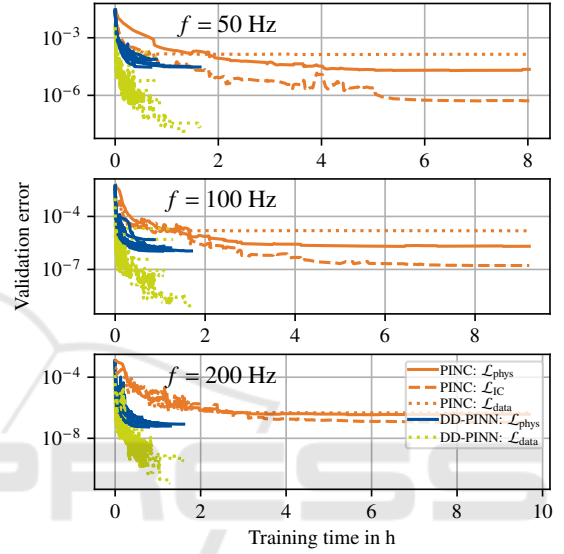 f = 50 Hz
10⁻³
10⁻⁶
0 2 4 6 8
Validation error
f = 100 Hz
10⁻⁴
10⁻⁷
0 2 4 6 8
f = 200 Hz
10⁻⁴
10⁻⁸
PINC: ℒphys
PINC: ℒIC
PINC: ℒdata
DD-PINN: ℒphys
DD-PINN: ℒdata
0 2 4 6 8 10
Training time in h
PRESS